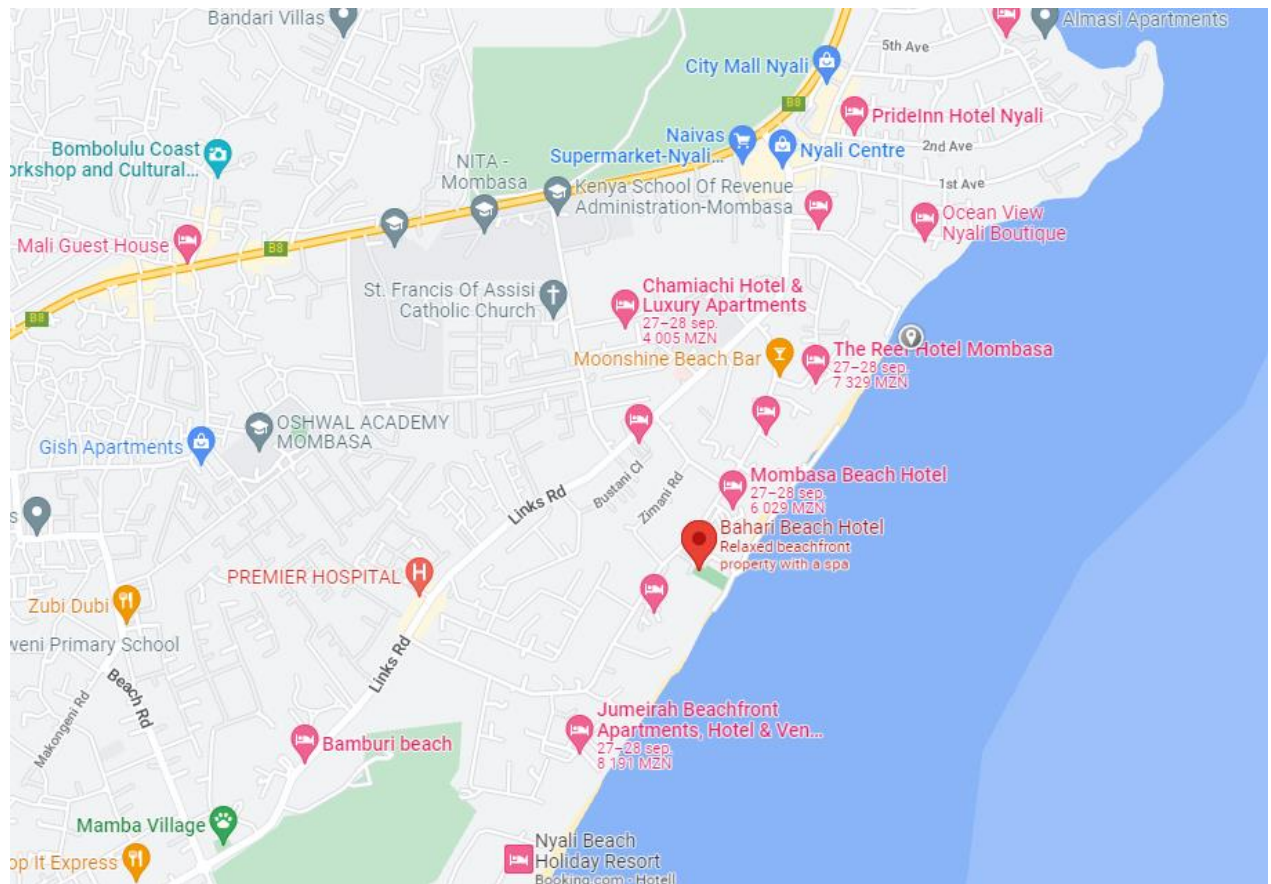 Bandari Villas
Almasi Apartments
5th Ave
City Mall Nyali
B8
PrideInn Hotel Nyali
Naivas
Supermarket-Nyali...
Nyali Centre
2nd Ave
1st Ave
Bombolulu Coast
orkshop and Cultural...
NITA -
Mombasa
Kenya School Of Revenue
Administration-Mombasa
Ocean View
Nyali Boutique
Mali Guest House
B8
B8
St. Francis Of Assisi
Catholic Church
Chamiachi Hotel &
Luxury Apartments
27–28 sep.
4 005 MZN
Moonshine Beach Bar
The Reef Hotel Mombasa
27–28 sep.
7 329 MZN
OSHWAL ACADEMY
MOMBASA
Gish Apartments
Links Rd
Bustani Cl
Zimani Rd
Mombasa Beach Hotel
27–28 sep.
6 029 MZN
s
Bahari Beach Hotel
Relaxed beachfront
property with a spa
PREMIER HOSPITAL
H
Zubi Dubi
weni Primary School
Links Rd
Beach Rd
Makongeni Rd
Jumeirah Beachfront
Apartments, Hotel & Ven...
27–28 sep.
8 191 MZN
Bamburi beach
Mamba Village
op It Express
Nyali Beach
Holiday Resort
Booking.com · Hotell